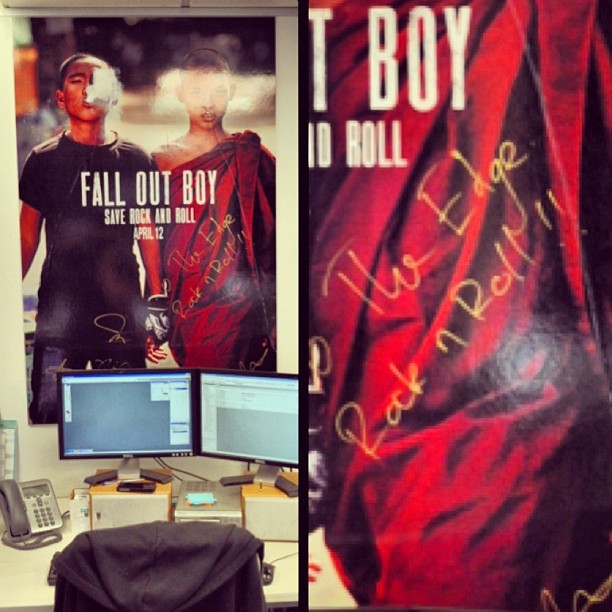 FALL OUT BOY
SAVE ROCK AND ROLL
APRIL 12
The Edge
Rock n Roll!!
T BOY
ND ROLL
The Edge
Rock n Roll!!